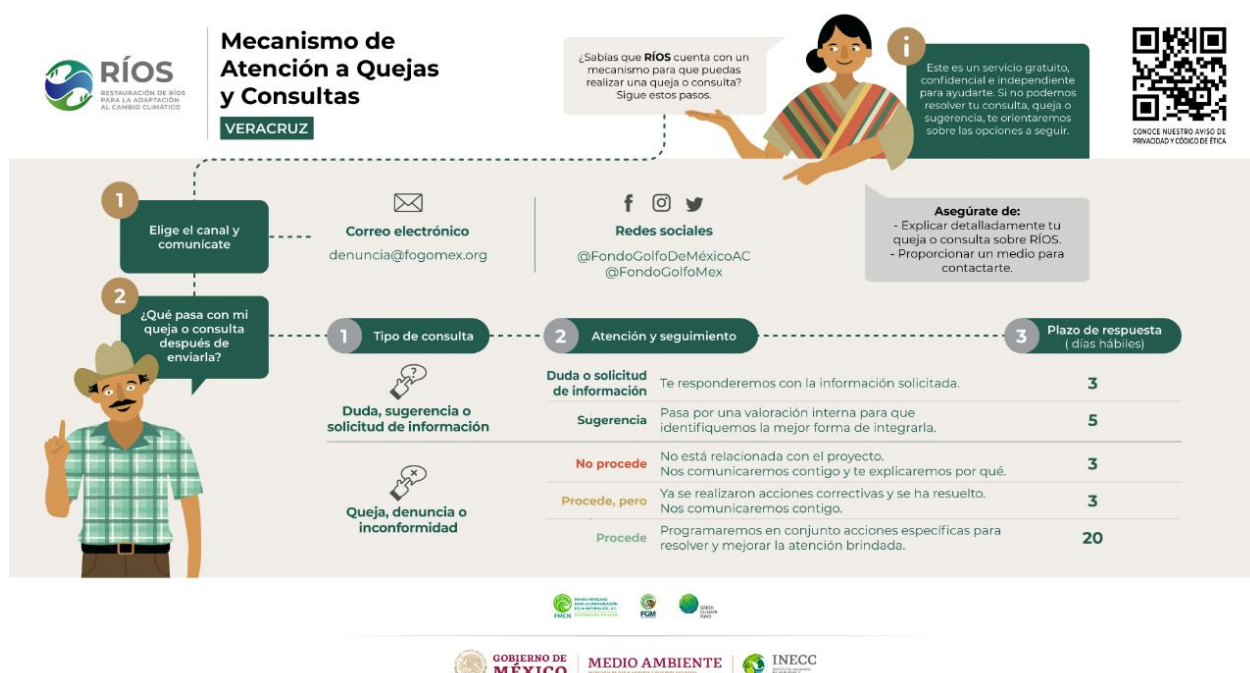 RÍOS
RESTAURACIÓN DE RÍOS
PARA LA ADAPTACIÓN
AL CAMBIO CLIMÁTICO
Mecanismo de
Atención a Quejas
y Consultas
VERACRUZ
¿Sabías que RÍOS cuenta con un
mecanismo para que puedas
realizar una queja o consulta?
Sigue estos pasos.
i
Este es un servicio gratuito,
confidencial e independiente
para ayudarte. Si no podemos
resolver tu consulta, queja o
sugerencia, te orientaremos
sobre las opciones a seguir.
CONOCE NUESTRO AVISO DE
PRIVACIDAD Y CÓDIGO DE ÉTICA
1
Elige el canal y
comunícate
Correo electrónico
denuncia@fogomex.org
Redes sociales
@FondoGolfoDeMéxicoAC
@FondoGolfoMex
Asegúrate de:
- Explicar detalladamente tu
queja o consulta sobre RÍOS.
- Proporcionar un medio para
contactarte.
2
¿Qué pasa con mi
queja o consulta
después de
enviarla?
1 Tipo de consulta
2 Atención y seguimiento
3 Plazo de respuesta
( días hábiles)
Duda, sugerencia o
solicitud de información
Duda o solicitud
de información
Te responderemos con la información solicitada.
3
Sugerencia
Pasa por una valoración interna para que
identifiquemos la mejor forma de integrarla.
5
Queja, denuncia o
inconformidad
No procede
No está relacionada con el proyecto.
Nos comunicaremos contigo y te explicaremos por qué.
3
Procede, pero
Ya se realizaron acciones correctivas y se ha resuelto.
Nos comunicaremos contigo.
3
Procede
Programaremos en conjunto acciones específicas para
resolver y mejorar la atención brindada.
20
FMCN
FGM
GREEN
CLIMATE
FUND
GOBIERNO DE
MÉXICO
MEDIO AMBIENTE
INECC